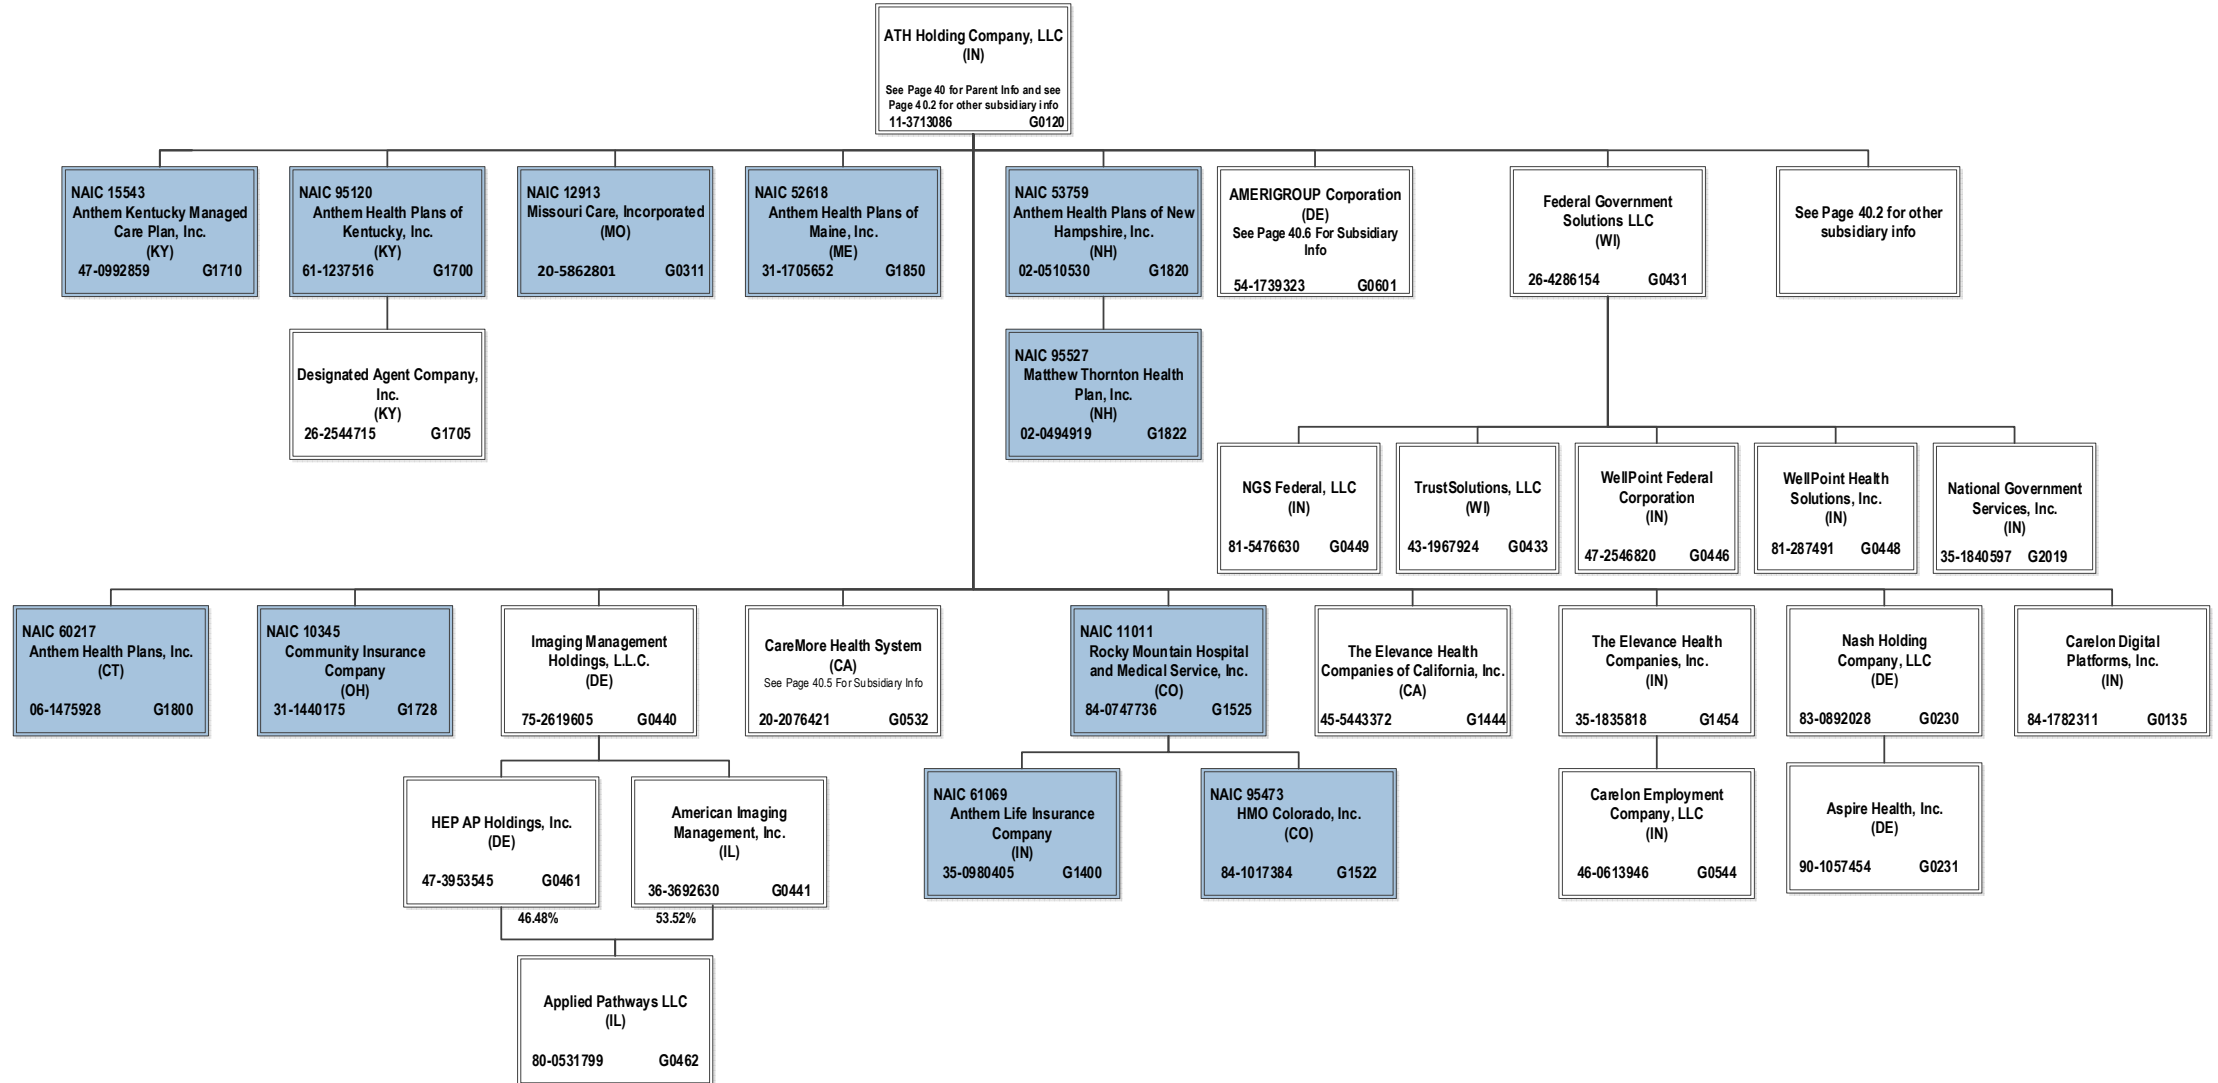 ATH Holding Company, LLC
(IN)
See Page 40 for Parent Info and see
Page 40.2 for other subsidiary info
11-3713086 G0120
NAIC 15543
Anthem Kentucky Managed
Care Plan, Inc.
(KY)
47-0992859 G1710
NAIC 95120
Anthem Health Plans of
Kentucky, Inc.
(KY)
61-1237516 G1700
NAIC 12913
Missouri Care, Incorporated
(MO)
20-5862801 G0311
NAIC 52618
Anthem Health Plans of
Maine, Inc.
(ME)
31-1705652 G1850
NAIC 53759
Anthem Health Plans of New
Hampshire, Inc.
(NH)
02-0510530 G1820
AMERIGROUP Corporation
(DE)
See Page 40.6 For Subsidiary
Info
54-1739323 G0601
Federal Government
Solutions LLC
(WI)
26-4286154 G0431
See Page 40.2 for other
subsidiary info
Designated Agent Company,
Inc.
(KY)
26-2544715 G1705
NAIC 95527
Matthew Thornton Health
Plan, Inc.
(NH)
02-0494919 G1822
NGS Federal, LLC
(IN)
81-5476630 G0449
TrustSolutions, LLC
(WI)
43-1967924 G0433
WellPoint Federal
Corporation
(IN)
47-2546820 G0446
WellPoint Health
Solutions, Inc.
(IN)
81-287491 G0448
National Government
Services, Inc.
(IN)
35-1840597 G2019
NAIC 60217
Anthem Health Plans, Inc.
(CT)
06-1475928 G1800
NAIC 10345
Community Insurance
Company
(OH)
31-1440175 G1728
Imaging Management
Holdings, L.L.C.
(DE)
75-2619605 G0440
CareMore Health System
(CA)
See Page 40.5 For Subsidiary Info
20-2076421 G0532
NAIC 11011
Rocky Mountain Hospital
and Medical Service, Inc.
(CO)
84-0747736 G1525
The Elevance Health
Companies of California, Inc.
(CA)
45-5443372 G1444
The Elevance Health
Companies, Inc.
(IN)
35-1835818 G1454
Nash Holding
Company, LLC
(DE)
83-0892028 G0230
Carelon Digital
Platforms, Inc.
(IN)
84-1782311 G0135
HEP AP Holdings, Inc.
(DE)
47-3953545 G0461
American Imaging
Management, Inc.
(IL)
36-3692630 G0441
NAIC 61069
Anthem Life Insurance
Company
(IN)
35-0980405 G1400
NAIC 95473
HMO Colorado, Inc.
(CO)
84-1017384 G1522
Carelon Employment
Company, LLC
(IN)
46-0613946 G0544
Aspire Health, Inc.
(DE)
90-1057454 G0231
46.48% 53.52%
Applied Pathways LLC
(IL)
80-0531799 G0462